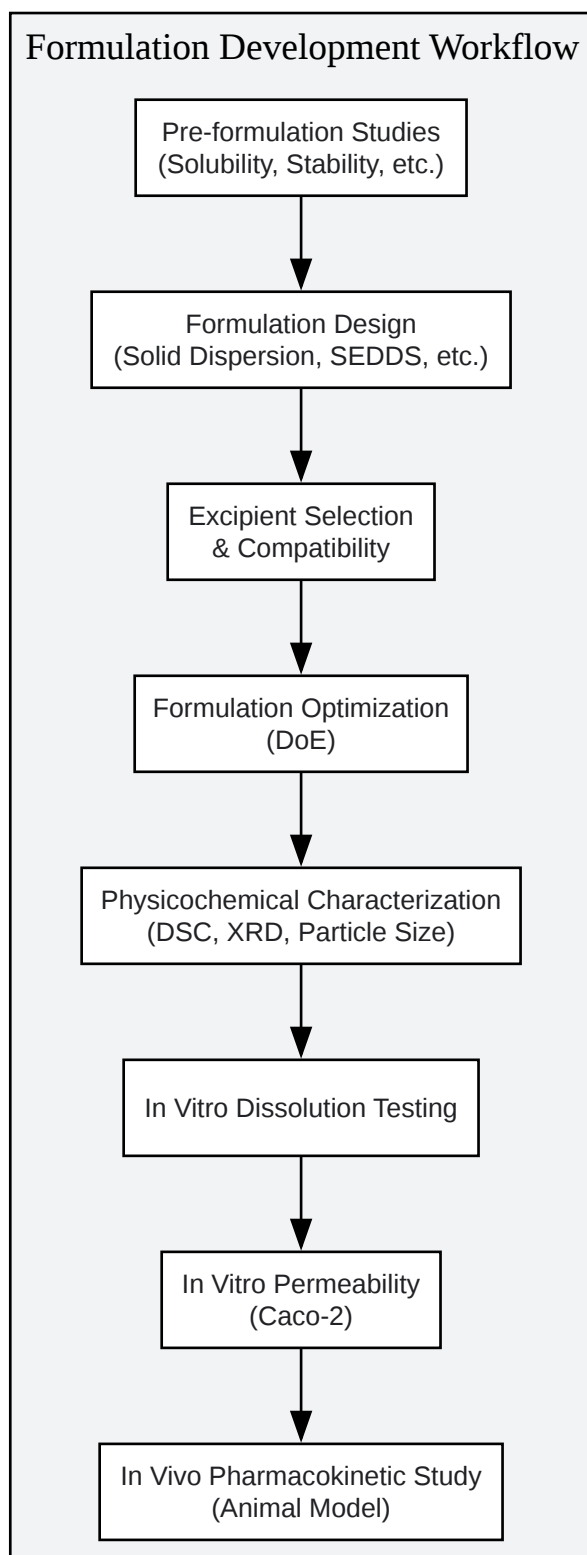 Formulation Development Workflow
Pre-formulation Studies
(Solubility, Stability, etc.)
Formulation Design
(Solid Dispersion, SEDDS, etc.)
Excipient Selection
& Compatibility
Formulation Optimization
(DoE)
Physicochemical Characterization
(DSC, XRD, Particle Size)
In Vitro Dissolution Testing
In Vitro Permeability
(Caco-2)
In Vivo Pharmacokinetic Study
(Animal Model)